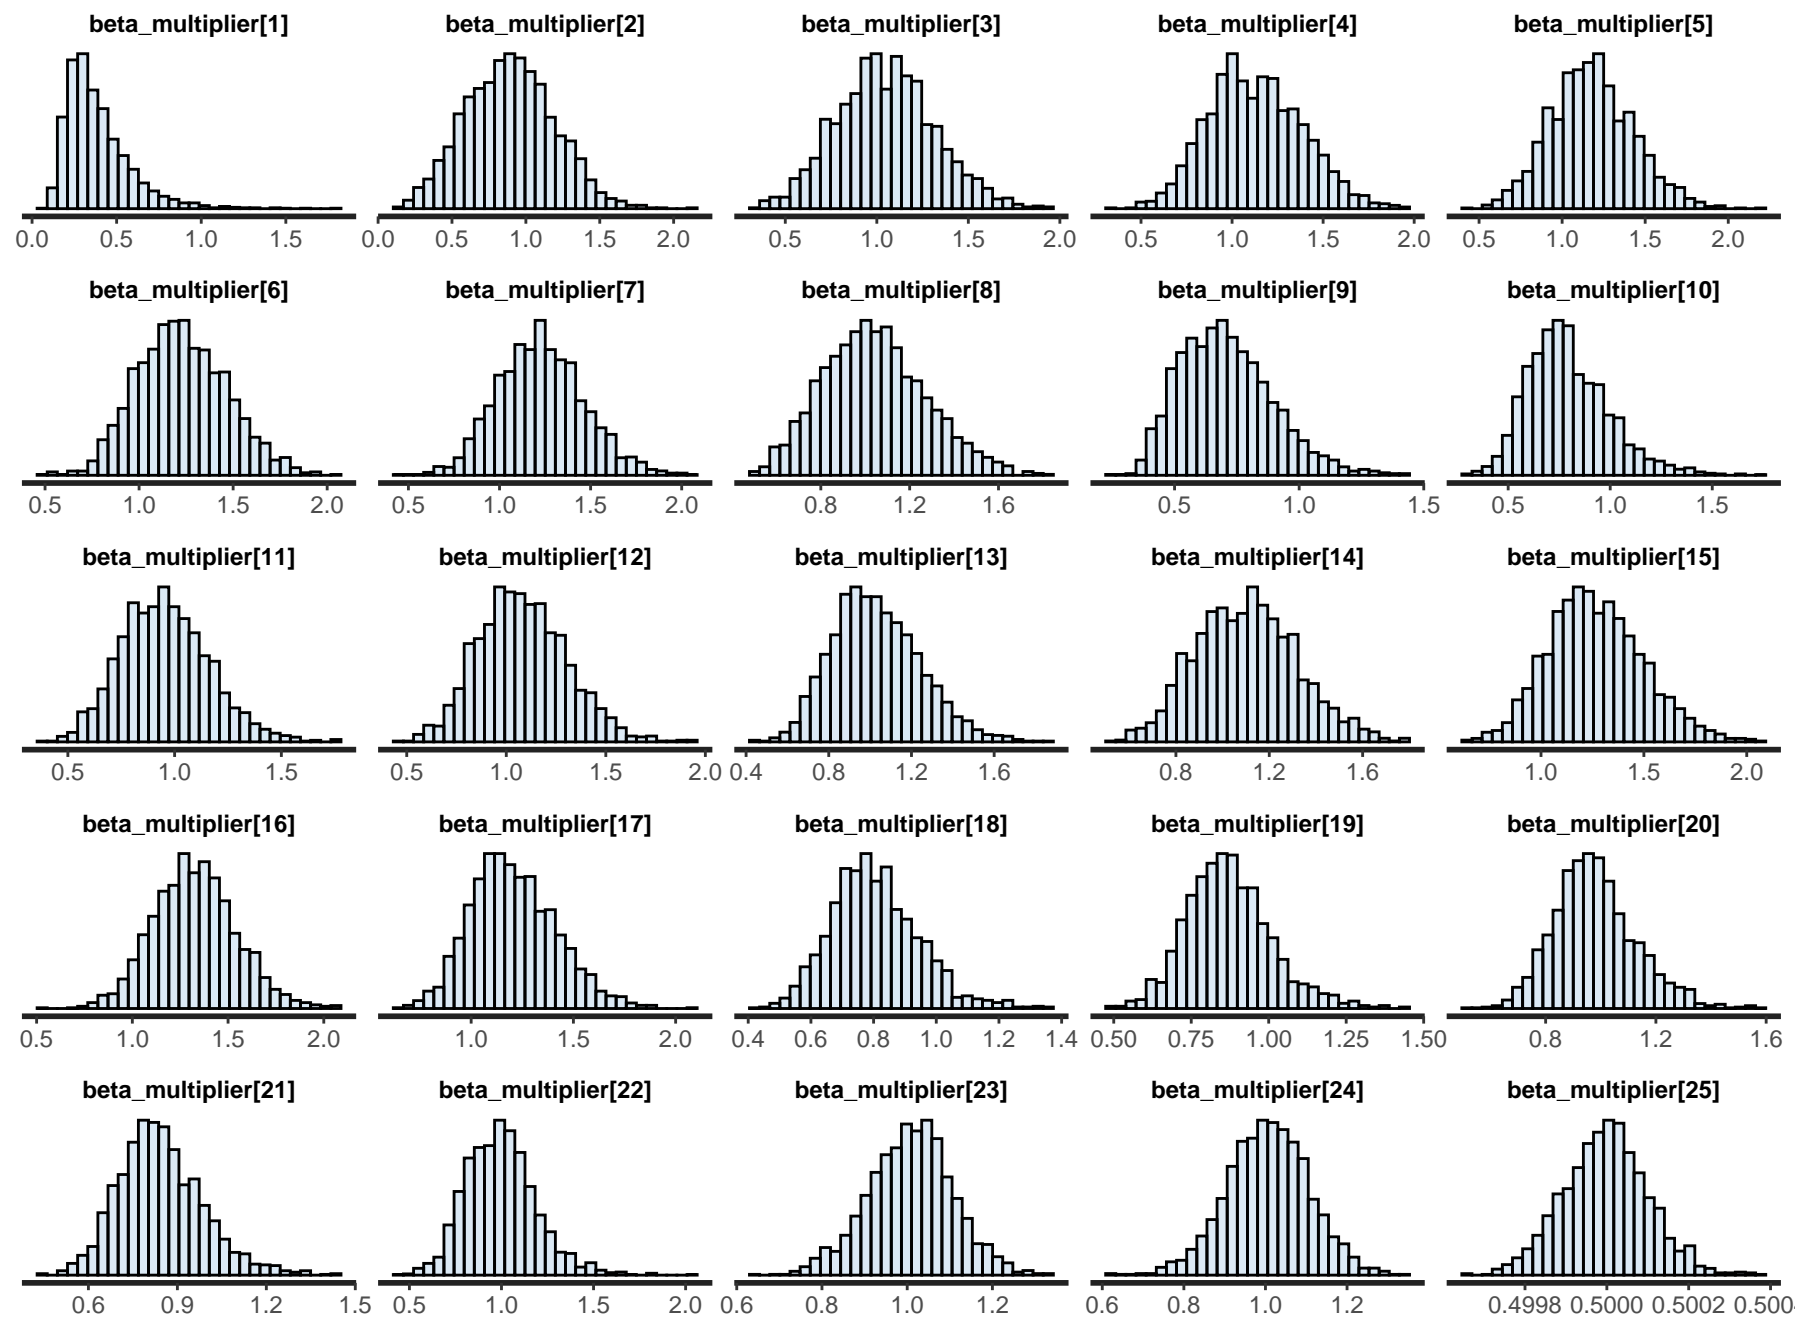 beta_multiplier[1] beta_multiplier[2] beta_multiplier[3] beta_multiplier[4] beta_multiplier[5]
0.0 0.5 1.0 1.5 0.0 0.5 1.0 1.5 2.0 0.5 1.0 1.5 2.0 0.5 1.0 1.5 2.0 0.5 1.0 1.5 2.0
beta_multiplier[6] beta_multiplier[7] beta_multiplier[8] beta_multiplier[9] beta_multiplier[10]
0.5 1.0 1.5 2.0 0.5 1.0 1.5 2.0 0.8 1.2 1.6 0.5 1.0 1.5 0.5 1.0 1.5
beta_multiplier[11] beta_multiplier[12] beta_multiplier[13] beta_multiplier[14] beta_multiplier[15]
0.5 1.0 1.5 0.5 1.0 1.5 2.0 0.4 0.8 1.2 1.6 0.8 1.2 1.6 1.0 1.5 2.0
beta_multiplier[16] beta_multiplier[17] beta_multiplier[18] beta_multiplier[19] beta_multiplier[20]
0.5 1.0 1.5 2.0 1.0 1.5 2.0 0.4 0.6 0.8 1.0 1.2 1.4 0.50 0.75 1.00 1.25 1.50 0.8 1.2 1.6
beta_multiplier[21] beta_multiplier[22] beta_multiplier[23] beta_multiplier[24] beta_multiplier[25]
0.6 0.9 1.2 1.5 0.5 1.0 1.5 2.0 0.6 0.8 1.0 1.2 0.6 0.8 1.0 1.2 0.4998 0.5000 0.5002